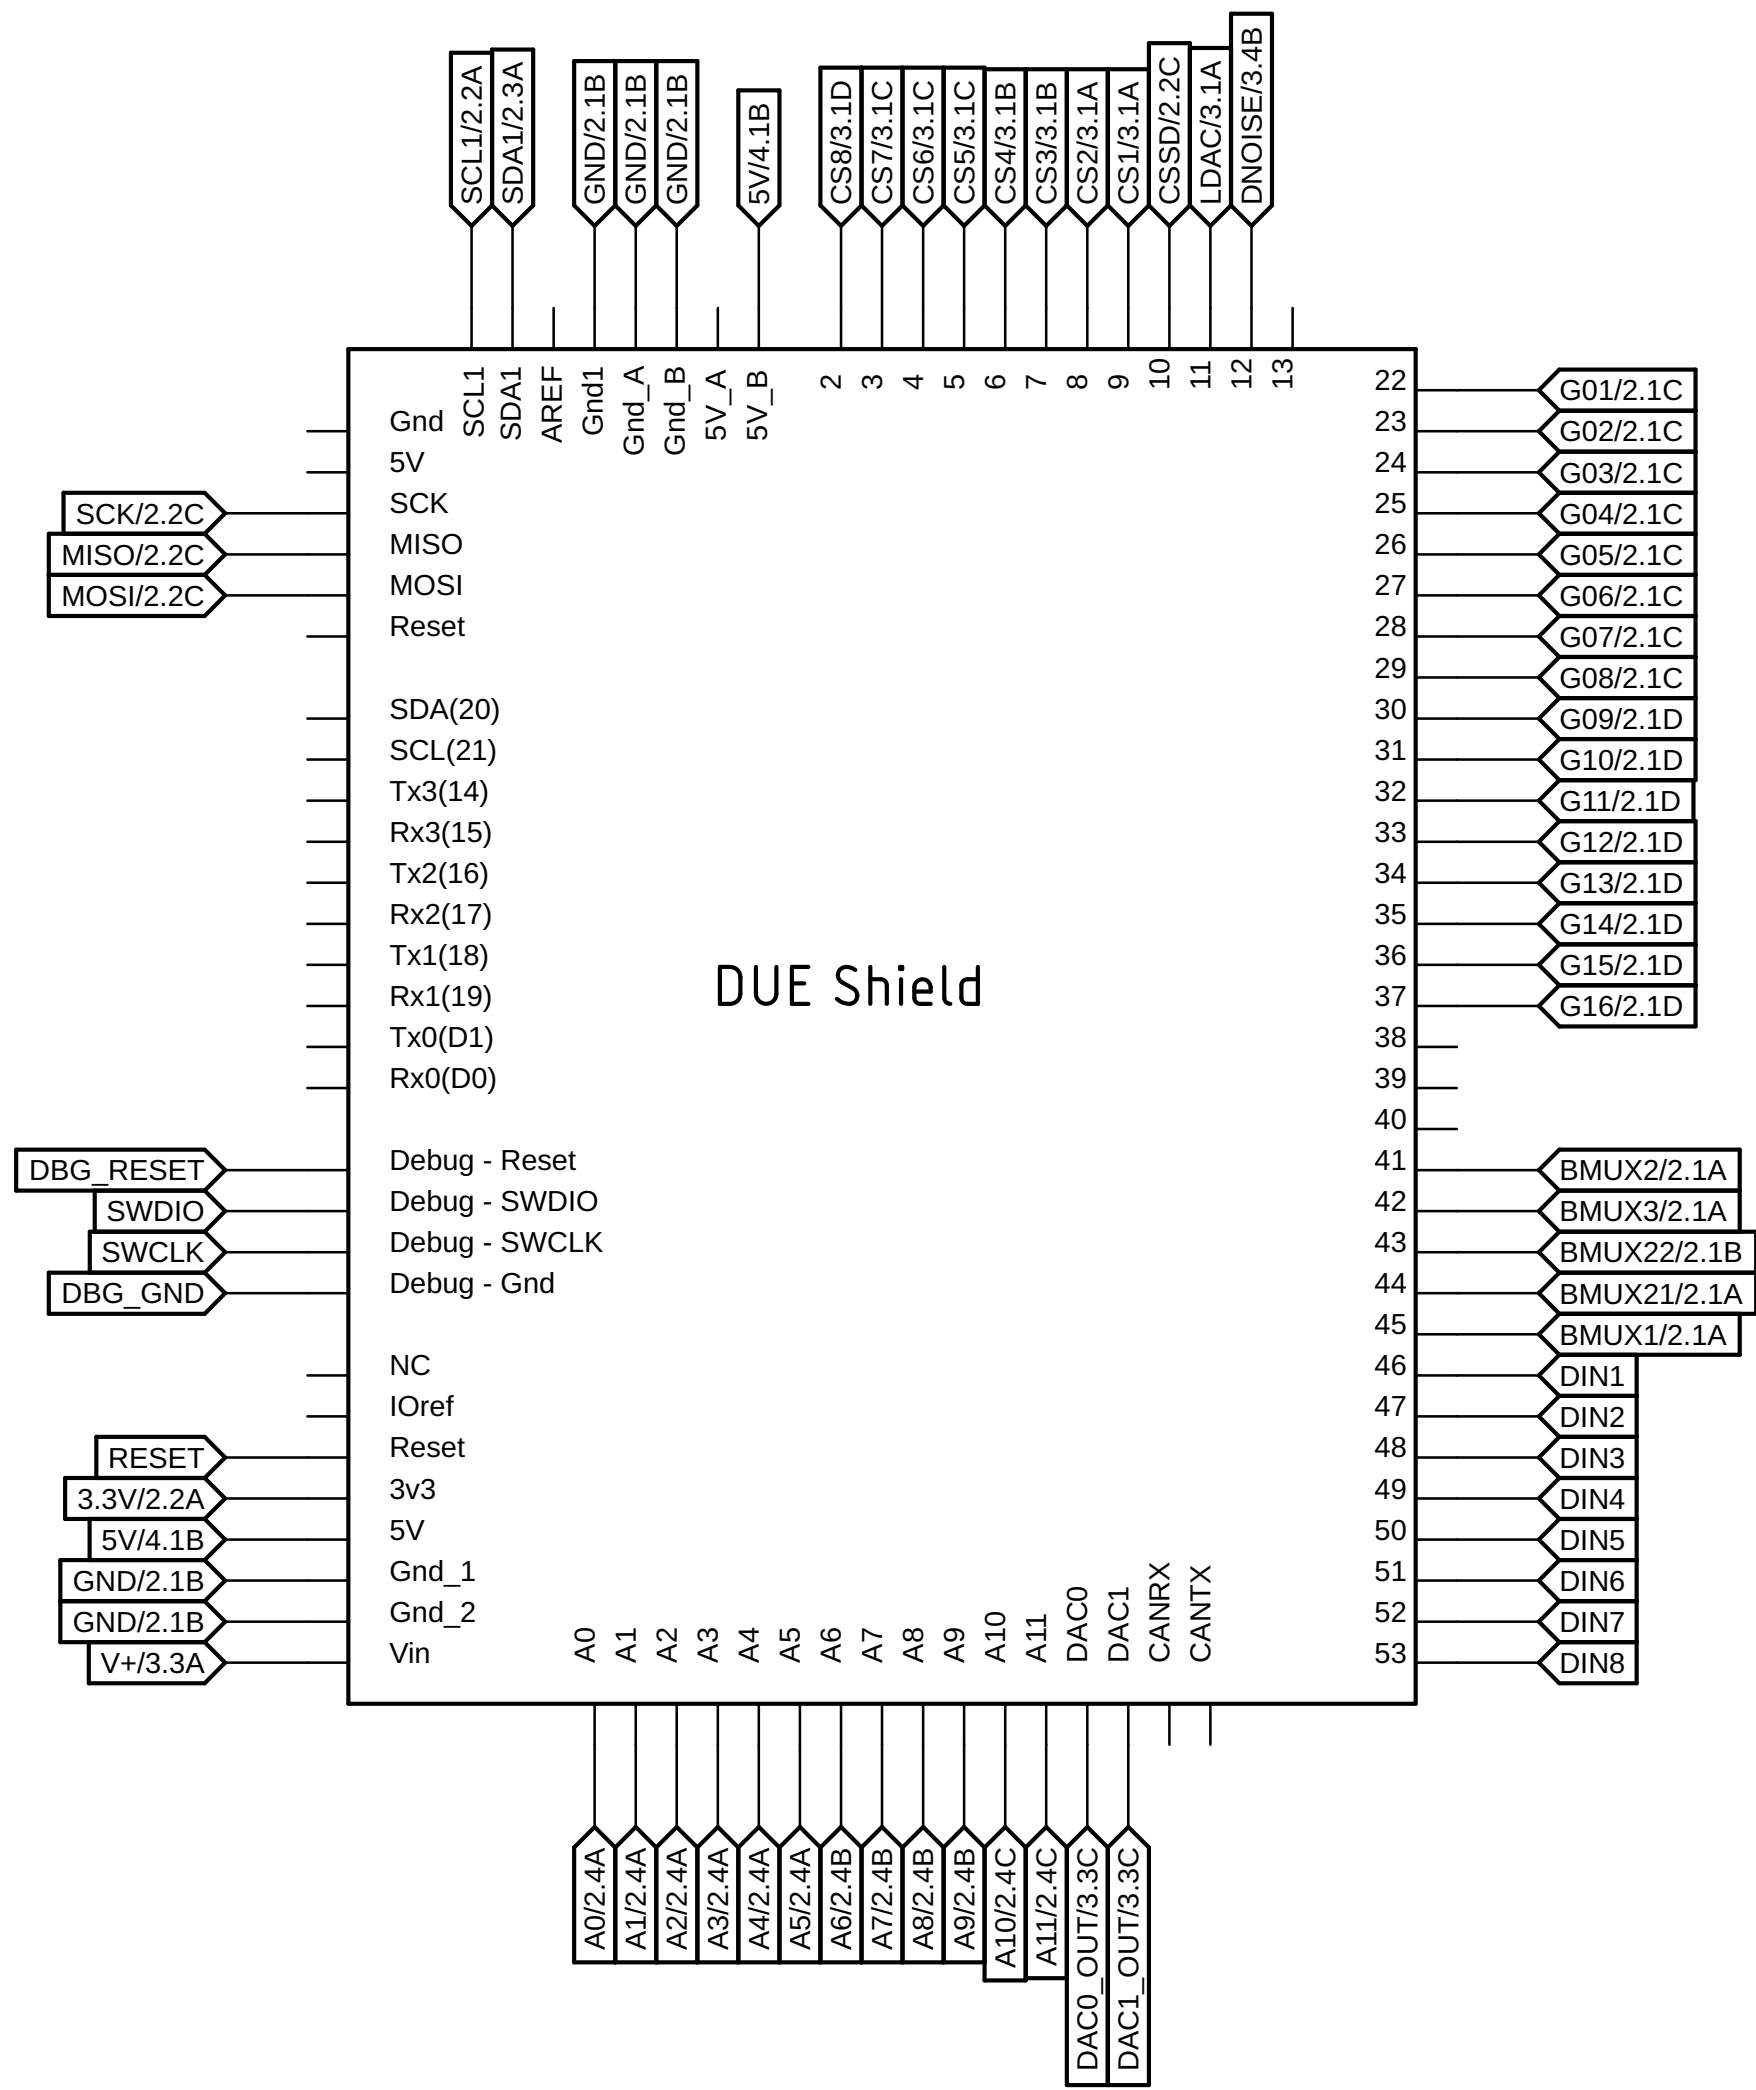 SCL1/2.2A
SDA1/2.3A
GND/2.1B
GND/2.1B
GND/2.1B
5V/4.1B
CS8/3.1D
CS7/3.1C
CS6/3.1C
CS5/3.1C
CS4/3.1B
CS3/3.1B
CS2/3.1A
CS1/3.1A
CSSD/2.2C
LDAC/3.1A
DNOISE/3.4B
SCL1
SDA1
AREF
Gnd1
Gnd_A
Gnd_B
5V_A
5V_B
2
3
4
5
6
7
8
9
10
11
12
13
SCK/2.2C
MISO/2.2C
MOSI/2.2C
DBG_RESET
SWDIO
SWCLK
DBG_GND
RESET
3.3V/2.2A
5V/4.1B
GND/2.1B
GND/2.1B
V+/3.3A
Gnd
5V
SCK
MISO
MOSI
Reset
SDA(20)
SCL(21)
Tx3(14)
Rx3(15)
Tx2(16)
Rx2(17)
Tx1(18)
Rx1(19)
Tx0(D1)
Rx0(D0)
Debug - Reset
Debug - SWDIO
Debug - SWCLK
Debug - Gnd
NC
IOref
Reset
3v3
5V
Gnd_1
Gnd_2
Vin
DUE Shield
22
23
24
25
26
27
28
29
30
31
32
33
34
35
36
37
38
39
40
41
42
43
44
45
46
47
48
49
50
51
52
53
G01/2.1C
G02/2.1C
G03/2.1C
G04/2.1C
G05/2.1C
G06/2.1C
G07/2.1C
G08/2.1C
G09/2.1D
G10/2.1D
G11/2.1D
G12/2.1D
G13/2.1D
G14/2.1D
G15/2.1D
G16/2.1D
BMUX2/2.1A
BMUX3/2.1A
BMUX22/2.1B
BMUX21/2.1A
BMUX1/2.1A
DIN1
DIN2
DIN3
DIN4
DIN5
DIN6
DIN7
DIN8
A0
A1
A2
A3
A4
A5
A6
A7
A8
A9
A10
A11
DAC0
DAC1
CANRX
CANTX
A0/2.4A
A1/2.4A
A2/2.4A
A3/2.4A
A4/2.4A
A5/2.4A
A6/2.4B
A7/2.4B
A8/2.4B
A9/2.4B
A10/2.4C
A11/2.4C
DAC0_OUT/3.3C
DAC1_OUT/3.3C